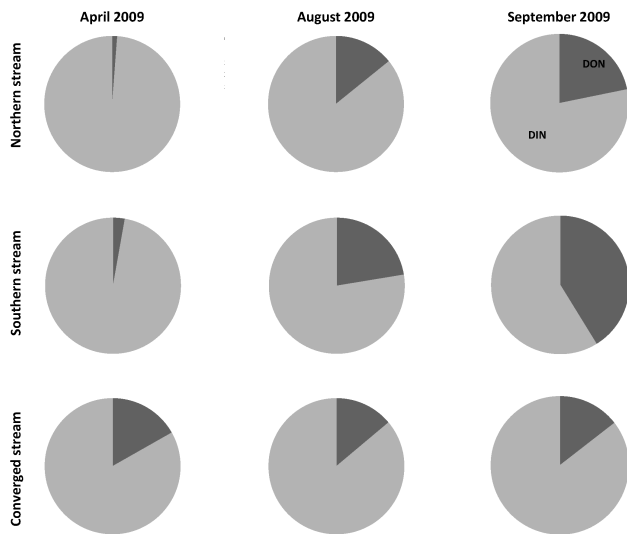 April 2009
August 2009
September 2009
Northern stream
DON
DIN
Southern stream
Converged stream